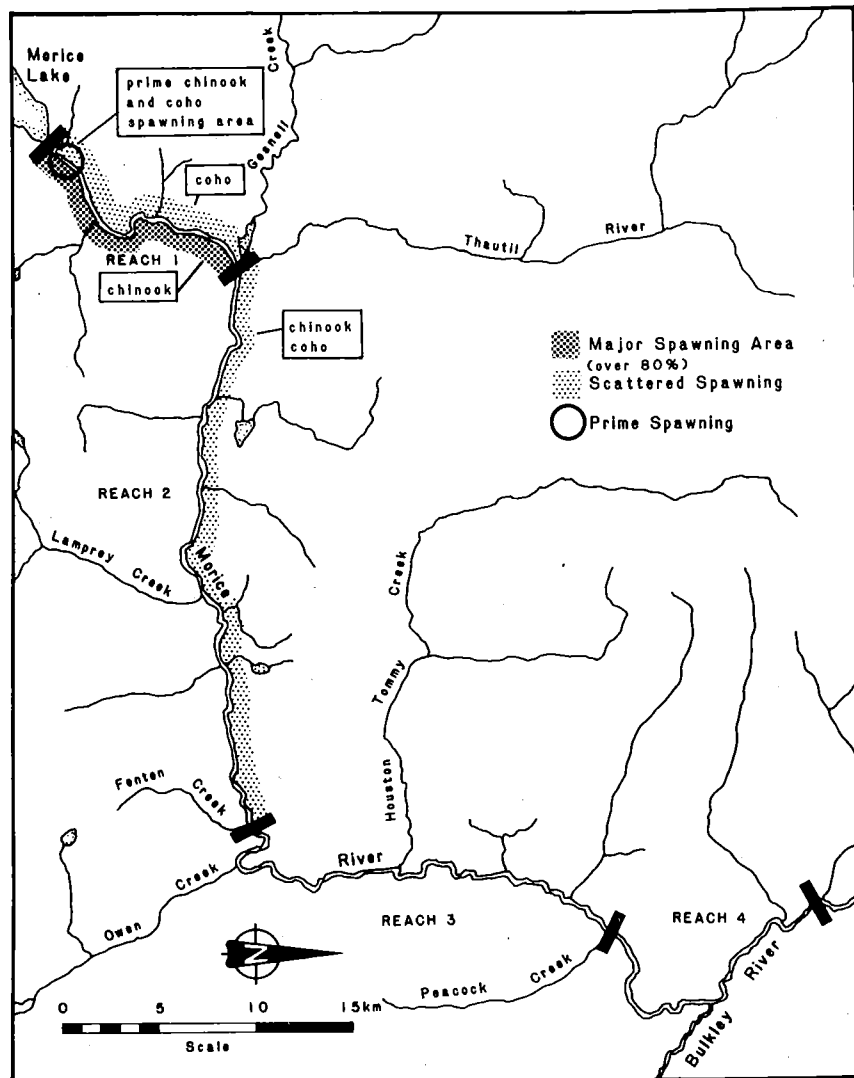 Morice
Lake
prime chinook
and coho
spawning area
Creek
Gosnell
coho
REACH 1
chinook
Thautil
River
chinook
coho
Major Spawning Area
(over 80%)
Scattered Spawning
Prime Spawning
REACH 2
Lamprey Creek
Morice
Creek
Tommy
Houston
Fenton Creek
River
Owen Creek
REACH 3
REACH 4
N
Peacock Creek
River
Bulkley
0 5 10 15km
Scale